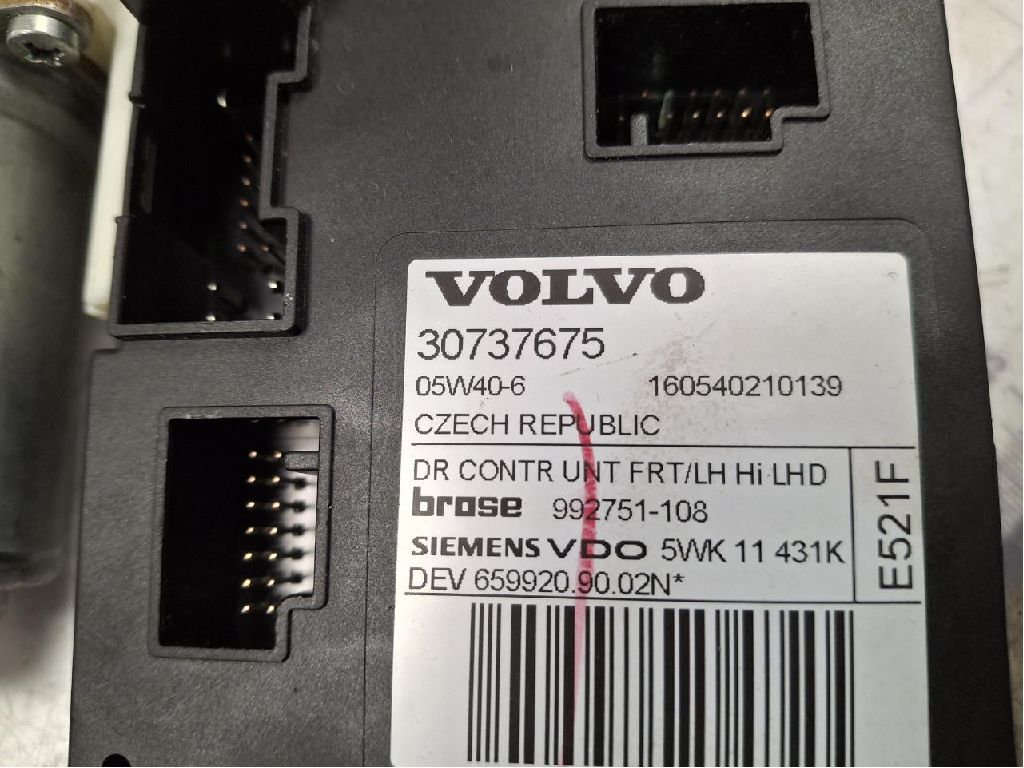 VOLVO
30737675
05W40-6 160540210139
CZECH REPUBLIC
DR CONTR UNT FRT/LH Hi LHD
brose 992751-108
SIEMENS VDO 5WK 11 431K
DEV 659920.90.02N*
E521F